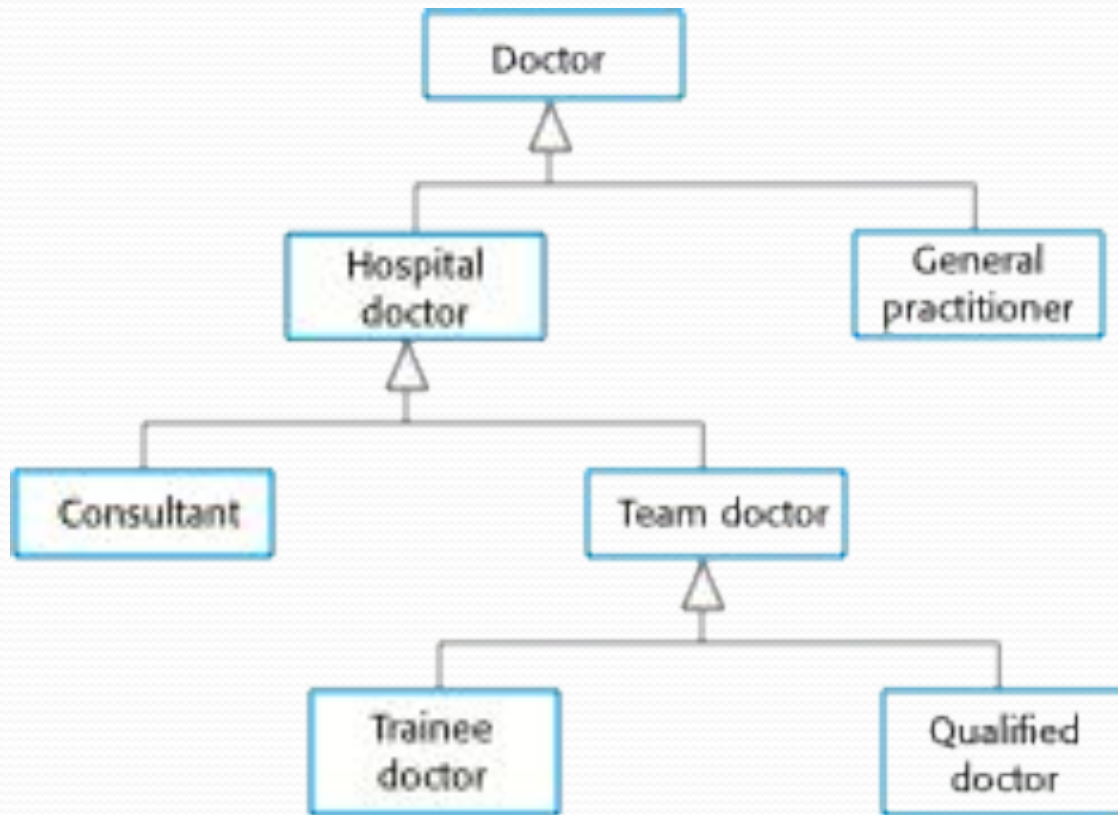 Doctor
Hospital
doctor
General
practitioner
Consultant
Team doctor
Trainee
doctor
Qualified
doctor